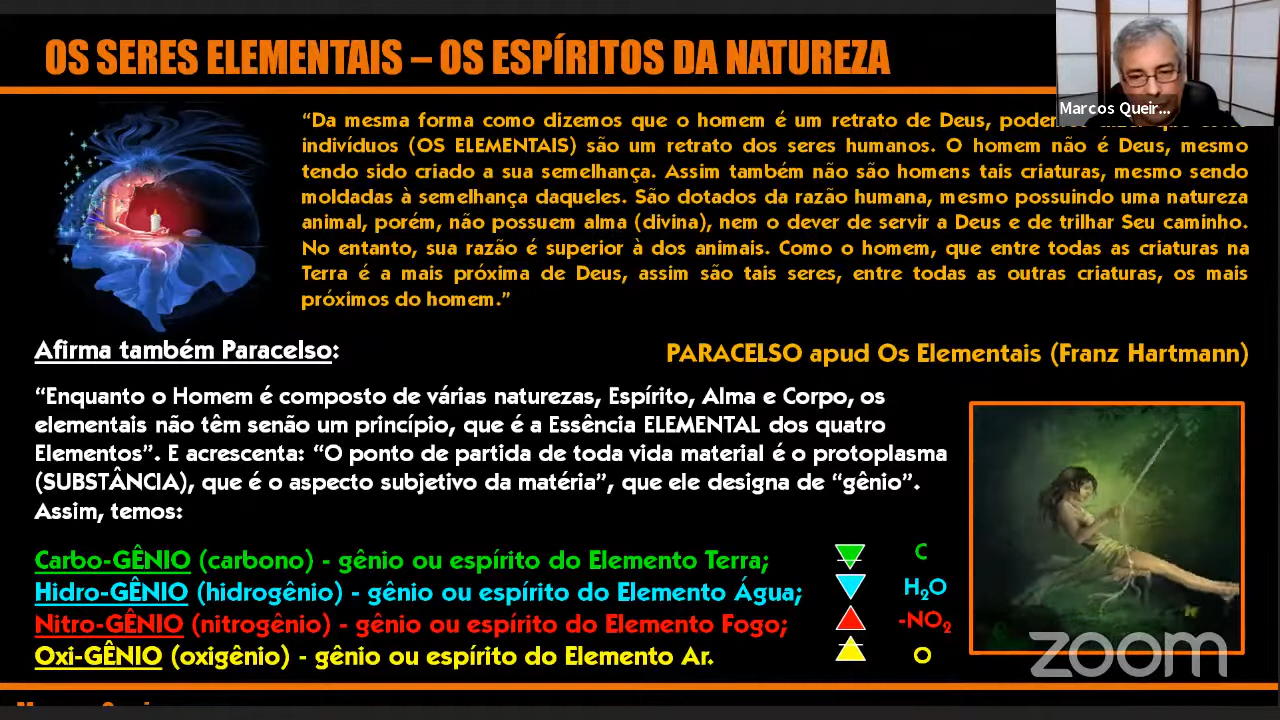 OS SERES ELEMENTAIS – OS ESPÍRITOS DA NATUREZA
Marcos Queir...
“Da mesma forma como dizemos que o homem é um retrato de Deus,
indivíduos (OS ELEMENTAIS) são um retrato dos seres humanos. O homem não é Deus, mesmo
tendo sido criado a sua semelhança. Assim também não são homens tais criaturas, mesmo sendo
moldadas à semelhança daqueles. São dotados da razão humana, mesmo possuindo uma natureza
animal, porém, não possuem alma (divina), nem o dever de servir a Deus e de trilhar Seu caminho.
No entanto, sua razão é superior à dos animais. Como o homem, que entre todas as criaturas na
Terra é a mais próxima de Deus, assim são tais seres, entre todas as outras criaturas, os mais
próximos do homem.”
Afirma também Paracelso:
PARACELSO apud Os Elementais (Franz Hartmann)
“Enquanto o Homem é composto de várias naturezas, Espírito, Alma e Corpo, os
elementais não têm senão um princípio, que é a Essência ELEMENTAL dos quatro
Elementos”. E acrescenta: “O ponto de partida de toda vida material é o protoplasma
(SUBSTÂNCIA), que é o aspecto subjetivo da matéria”, que ele designa de “gênio”.
Assim, temos:
Carbo-GÊNIO (carbono) - gênio ou espírito do Elemento Terra; C
Hidro-GÊNIO (hidrogênio) - gênio ou espírito do Elemento Água; H₂O
Nitro-GÊNIO (nitrogênio) - gênio ou espírito do Elemento Fogo; -NO₂
Oxi-GÊNIO (oxigênio) - gênio ou espírito do Elemento Ar. O
zoom